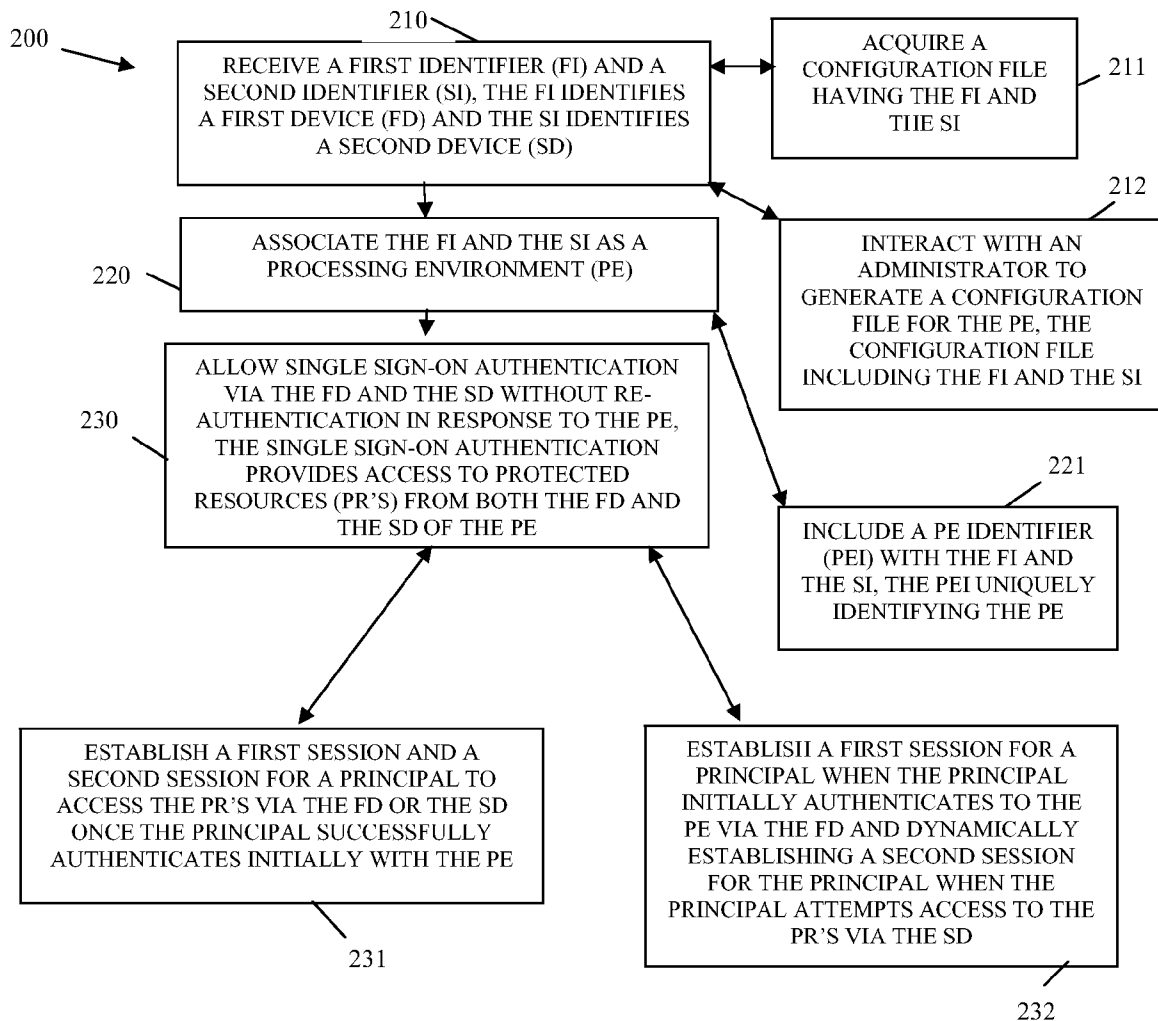 200
210
RECEIVE A FIRST IDENTIFIER (FI) AND A
SECOND IDENTIFIER (SI), THE FI IDENTIFIES
A FIRST DEVICE (FD) AND THE SI IDENTIFIES
A SECOND DEVICE (SD)
ACQUIRE A
CONFIGURATION FILE
HAVING THE FI AND
THE SI
211
212
ASSOCIATE THE FI AND THE SI AS A
PROCESSING ENVIRONMENT (PE)
220
INTERACT WITH AN
ADMINISTRATOR TO
GENERATE A CONFIGURATION
FILE FOR THE PE, THE
CONFIGURATION FILE
INCLUDING THE FI AND THE SI
ALLOW SINGLE SIGN-ON AUTHENTICATION
VIA THE FD AND THE SD WITHOUT RE-
AUTHENTICATION IN RESPONSE TO THE PE,
THE SINGLE SIGN-ON AUTHENTICATION
PROVIDES ACCESS TO PROTECTED
RESOURCES (PR'S) FROM BOTH THE FD AND
THE SD OF THE PE
230
221
INCLUDE A PE IDENTIFIER
(PEI) WITH THE FI AND
THE SI, THE PEI UNIQUELY
IDENTIFYING THE PE
ESTABLISH A FIRST SESSION AND A
SECOND SESSION FOR A PRINCIPAL TO
ACCESS THE PR'S VIA THE FD OR THE SD
ONCE THE PRINCIPAL SUCCESSFULLY
AUTHENTICATES INITIALLY WITH THE PE
231
ESTABLISH A FIRST SESSION FOR A
PRINCIPAL WHEN THE PRINCIPAL
INITIALLY AUTHENTICATES TO THE
PE VIA THE FD AND DYNAMICALLY
ESTABLISHING A SECOND SESSION
FOR THE PRINCIPAL WHEN THE
PRINCIPAL ATTEMPTS ACCESS TO THE
PR'S VIA THE SD
232